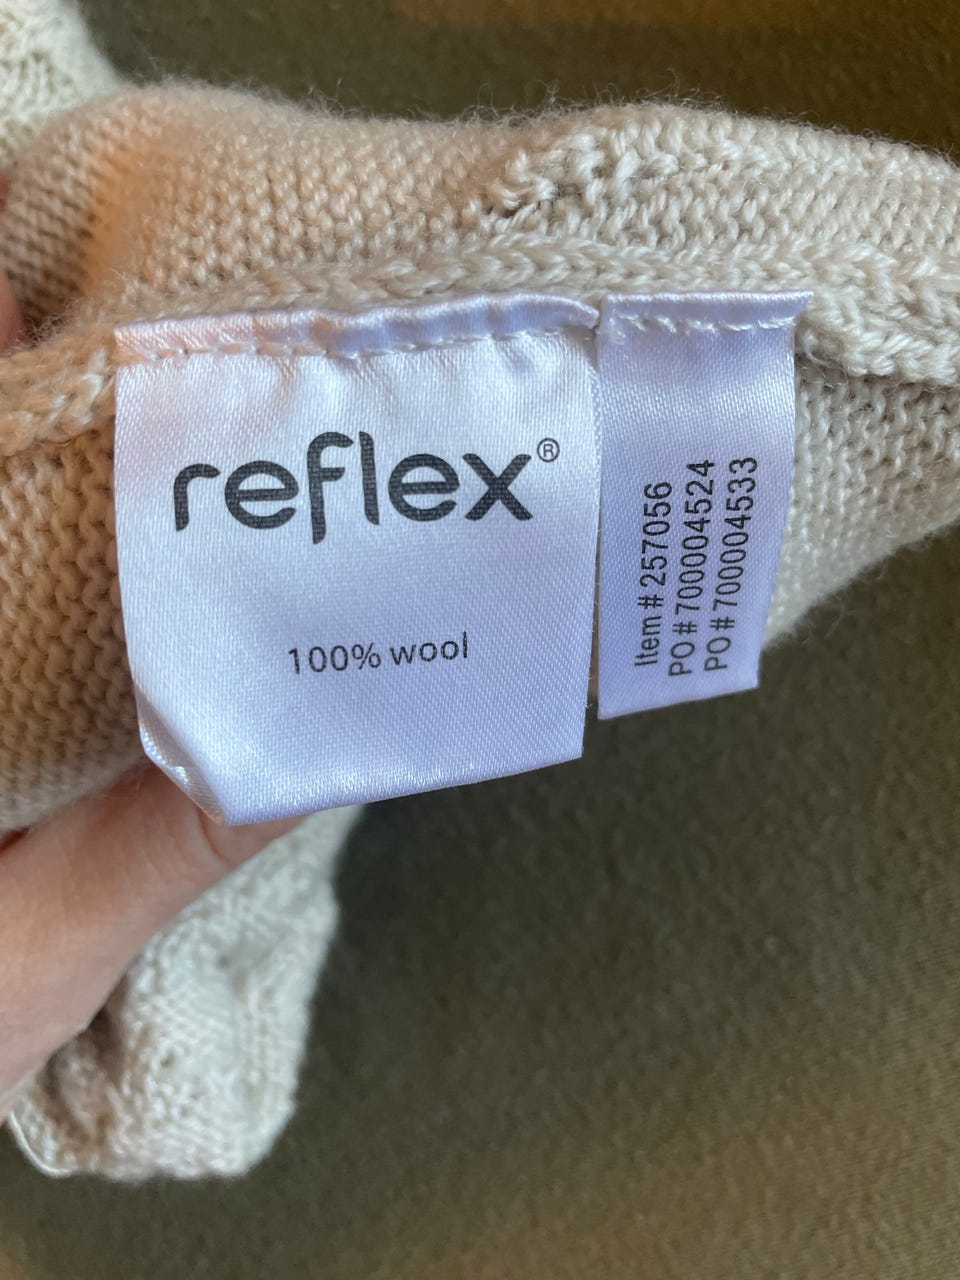 reflex®
100% wool
Item # 257056
PO # 700004524
PO # 700004533